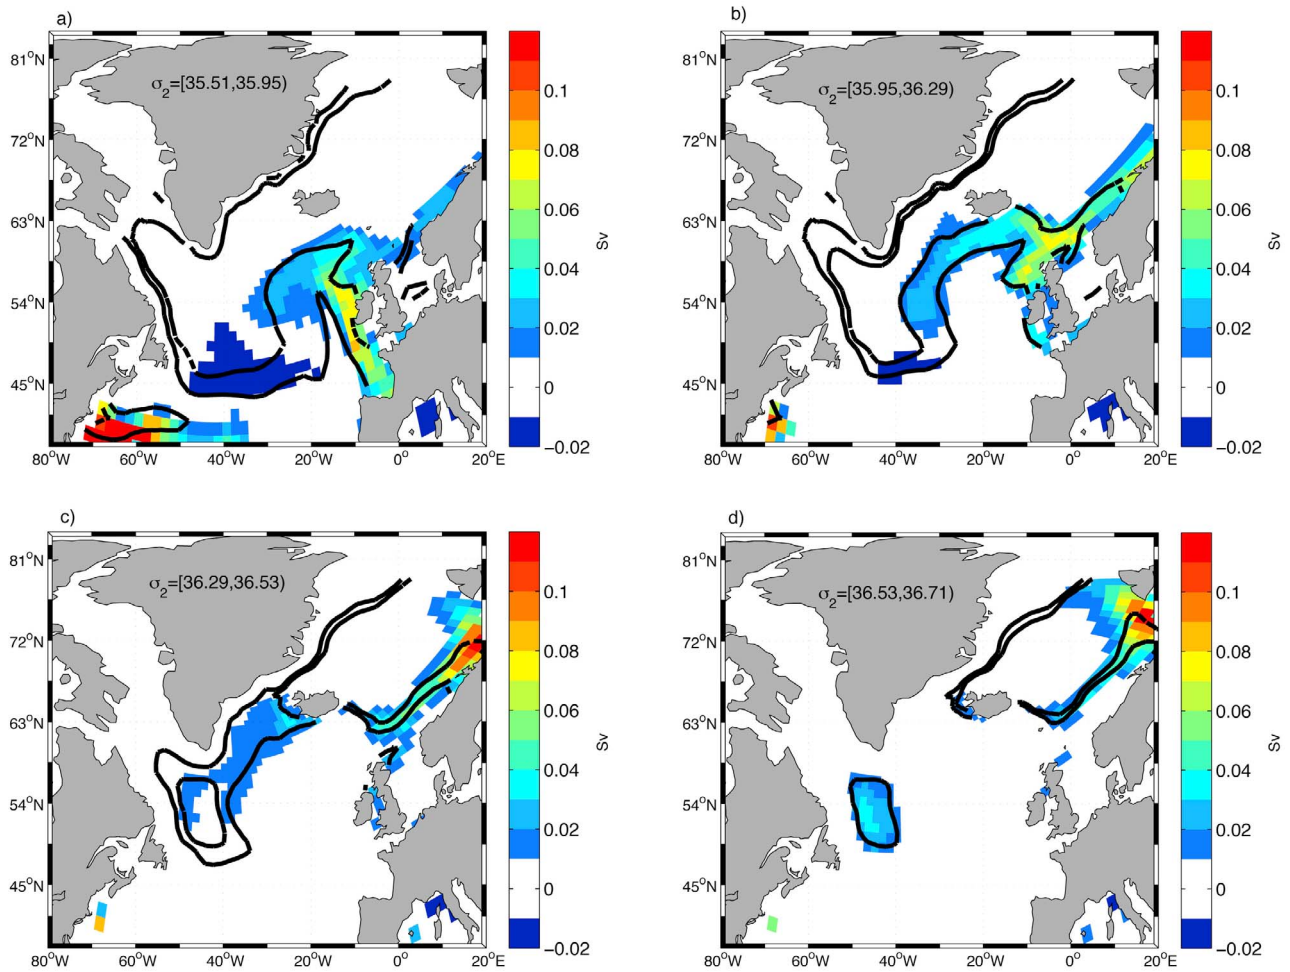 a)
σ₂=[35.51,35.95)
81°N
72°N
63°N
54°N
45°N
80°W 60°W 40°W 20°W 0° 20°E
0.1
0.08
0.06
0.04
0.02
0
−0.02
Sv
b)
σ₂=[35.95,36.29)
81°N
72°N
63°N
54°N
45°N
80°W 60°W 40°W 20°W 0° 20°E
0.1
0.08
0.06
0.04
0.02
0
−0.02
Sv
c)
σ₂=[36.29,36.53)
81°N
72°N
63°N
54°N
45°N
80°W 60°W 40°W 20°W 0° 20°E
0.1
0.08
0.06
0.04
0.02
0
−0.02
Sv
d)
σ₂=[36.53,36.71)
81°N
72°N
63°N
54°N
45°N
80°W 60°W 40°W 20°W 0° 20°E
0.1
0.08
0.06
0.04
0.02
0
−0.02
Sv